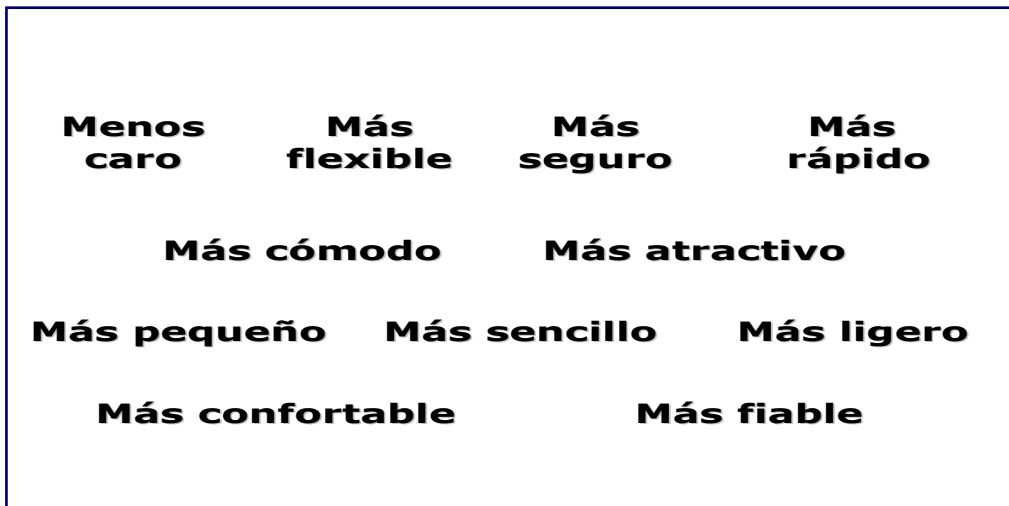 Menos caro
Más flexible
Más seguro
Más rápido
Más cómodo
Más atractivo
Más pequeño
Más sencillo
Más ligero
Más confortable
Más fiable